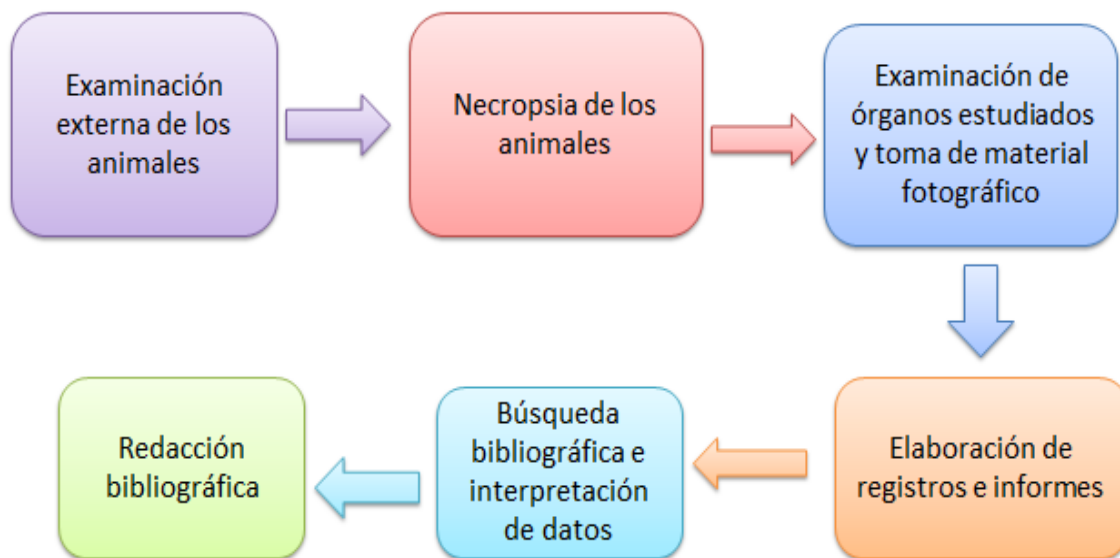 Examinación
externa de los
animales
Necropsia de los
animales
Examinación de
órganos estudiados
y toma de material
fotográfico
Elaboración de
registros e informes
Búsqueda
bibliográfica e
interpretación
de datos
Redacción
bibliográfica